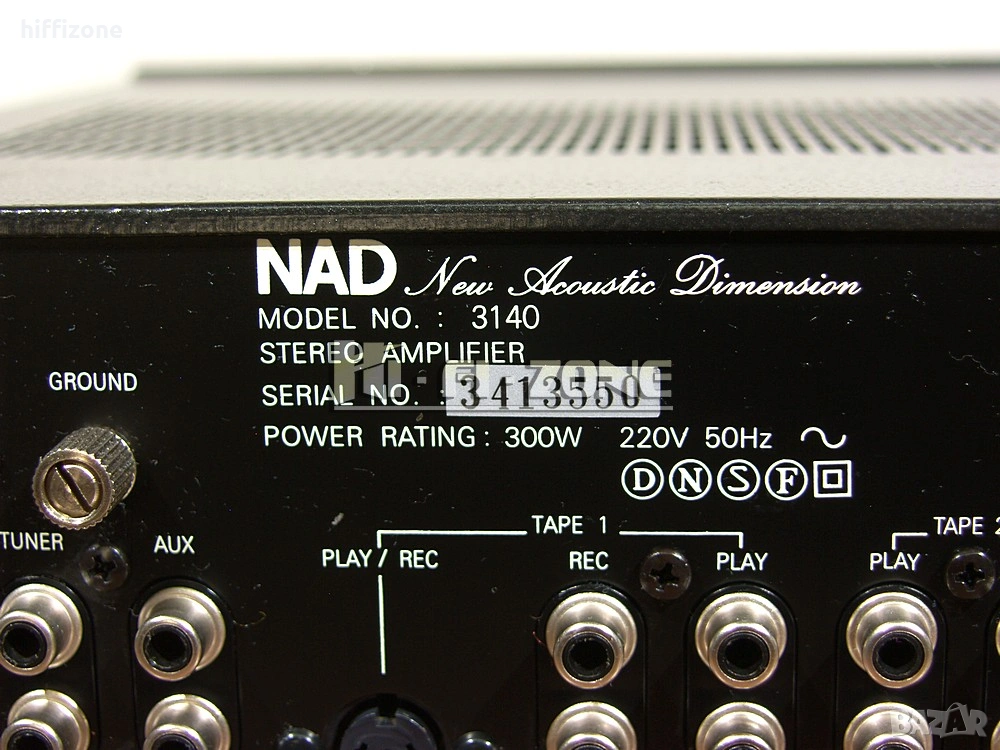 hiffizone
NAD New Acoustic Dimension
MODEL NO. : 3140
STEREO AMPLIFIER
SERIAL NO. : 3413550
POWER RATING : 300W 220V 50Hz
D N S F
GROUND
TUNER
AUX
TAPE 1
PLAY / REC
REC
PLAY
TAPE 2
PLAY
BAZAR